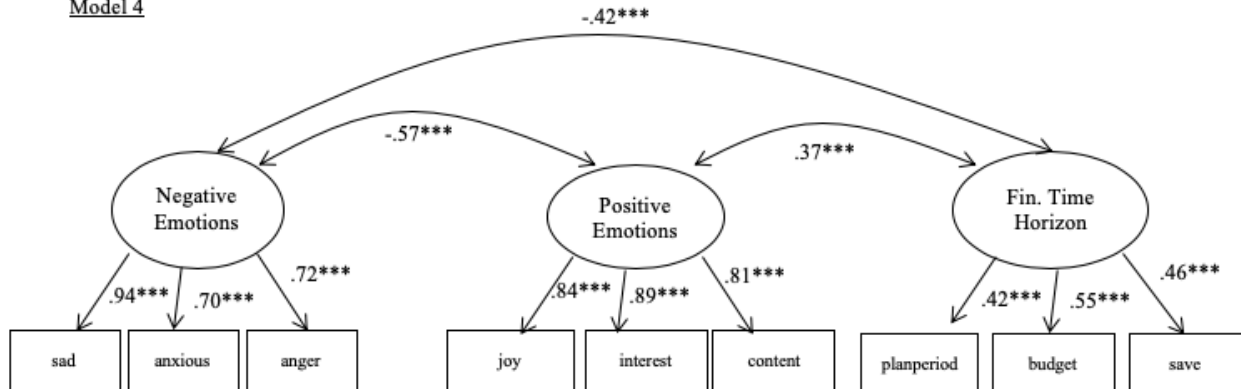 Model 4
-.42***
-.57***
.37***
Negative
Emotions
Positive
Emotions
Fin. Time
Horizon
.94***
.70***
.72***
.84***
.89***
.81***
.42***
.55***
.46***
sad
anxious
anger
joy
interest
content
planperiod
budget
save